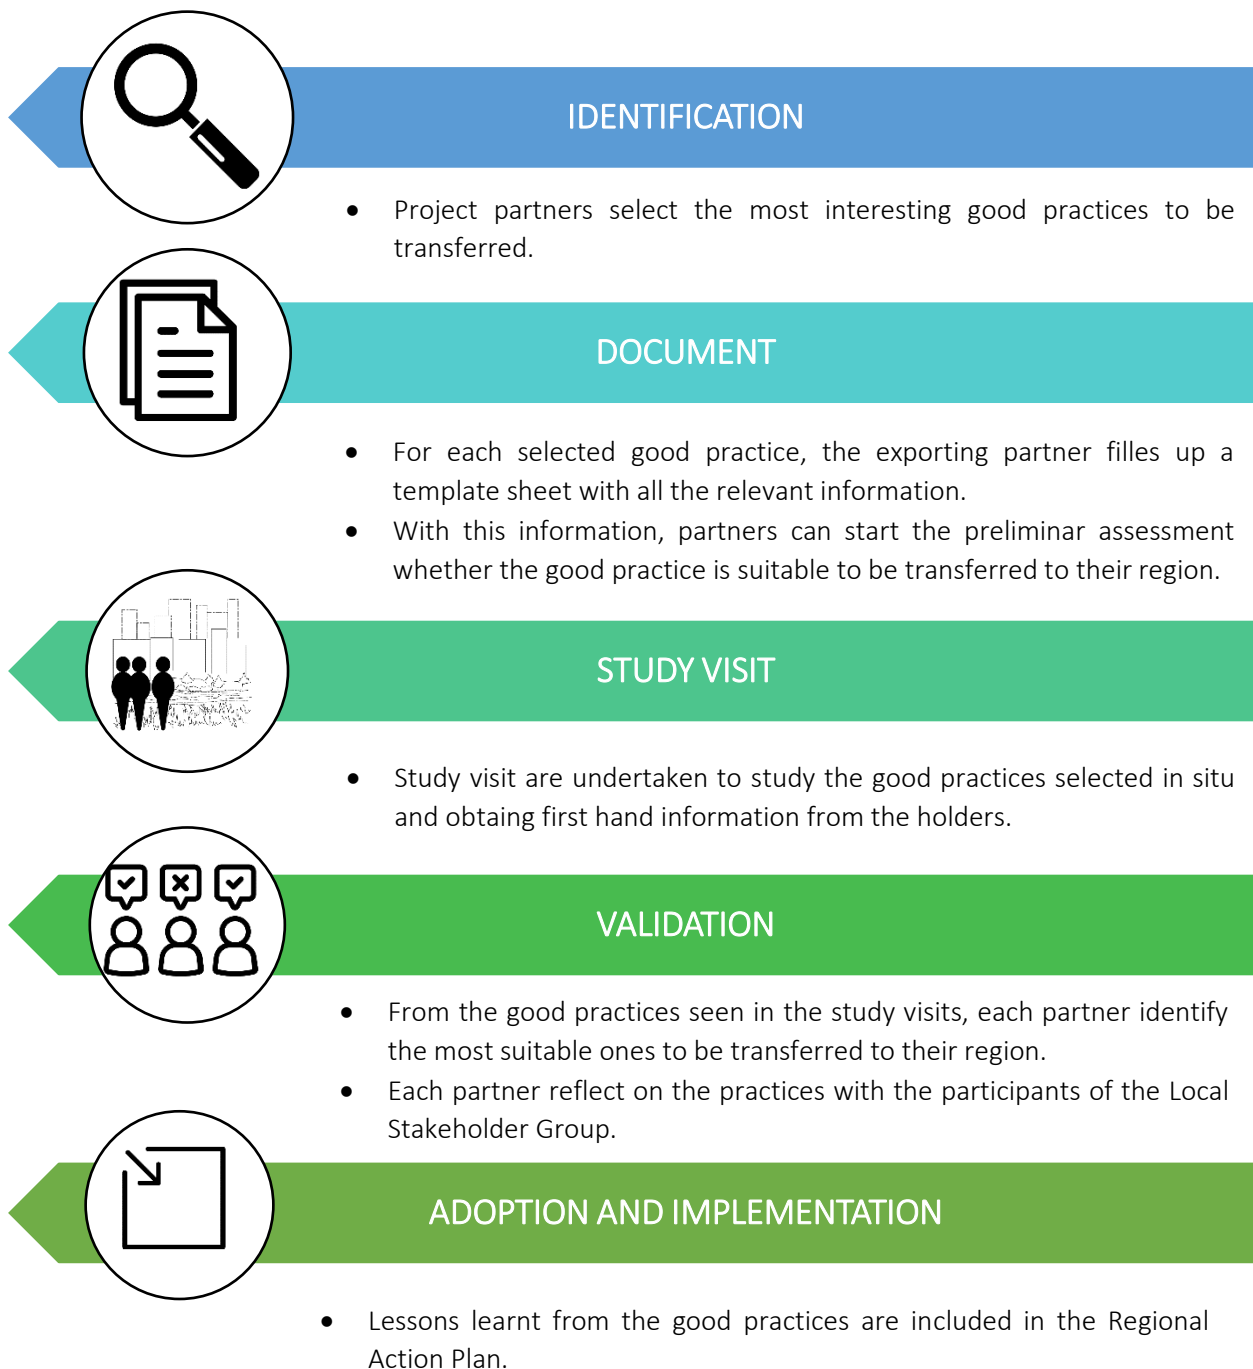 IDENTIFICATION
• Project partners select the most interesting good practices to be
transferred.
DOCUMENT
• For each selected good practice, the exporting partner filles up a
template sheet with all the relevant information.
• With this information, partners can start the preliminar assessment
whether the good practice is suitable to be transferred to their region.
STUDY VISIT
• Study visit are undertaken to study the good practices selected in situ
and obtaing first hand information from the holders.
VALIDATION
• From the good practices seen in the study visits, each partner identify
the most suitable ones to be transferred to their region.
• Each partner reflect on the practices with the participants of the Local
Stakeholder Group.
ADOPTION AND IMPLEMENTATION
• Lessons learnt from the good practices are included in the Regional
Action Plan.